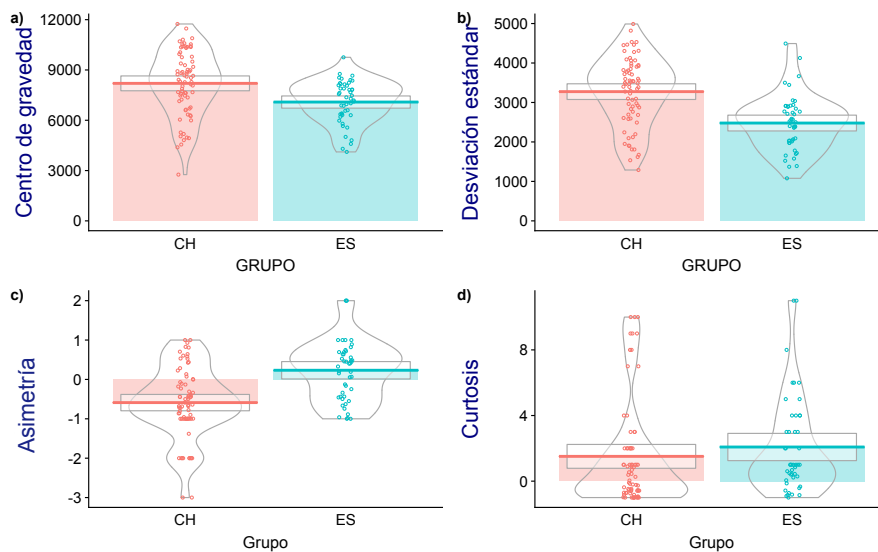 a)
Centro de gravedad
12000
9000
6000
3000
0
CH
ES
GRUPO
b)
Desviación estándar
5000
4000
3000
2000
1000
0
CH
ES
GRUPO
c)
Asimetría
2
1
0
-1
-2
-3
CH
ES
Grupo
d)
Curtosis
8
4
0
CH
ES
Grupo